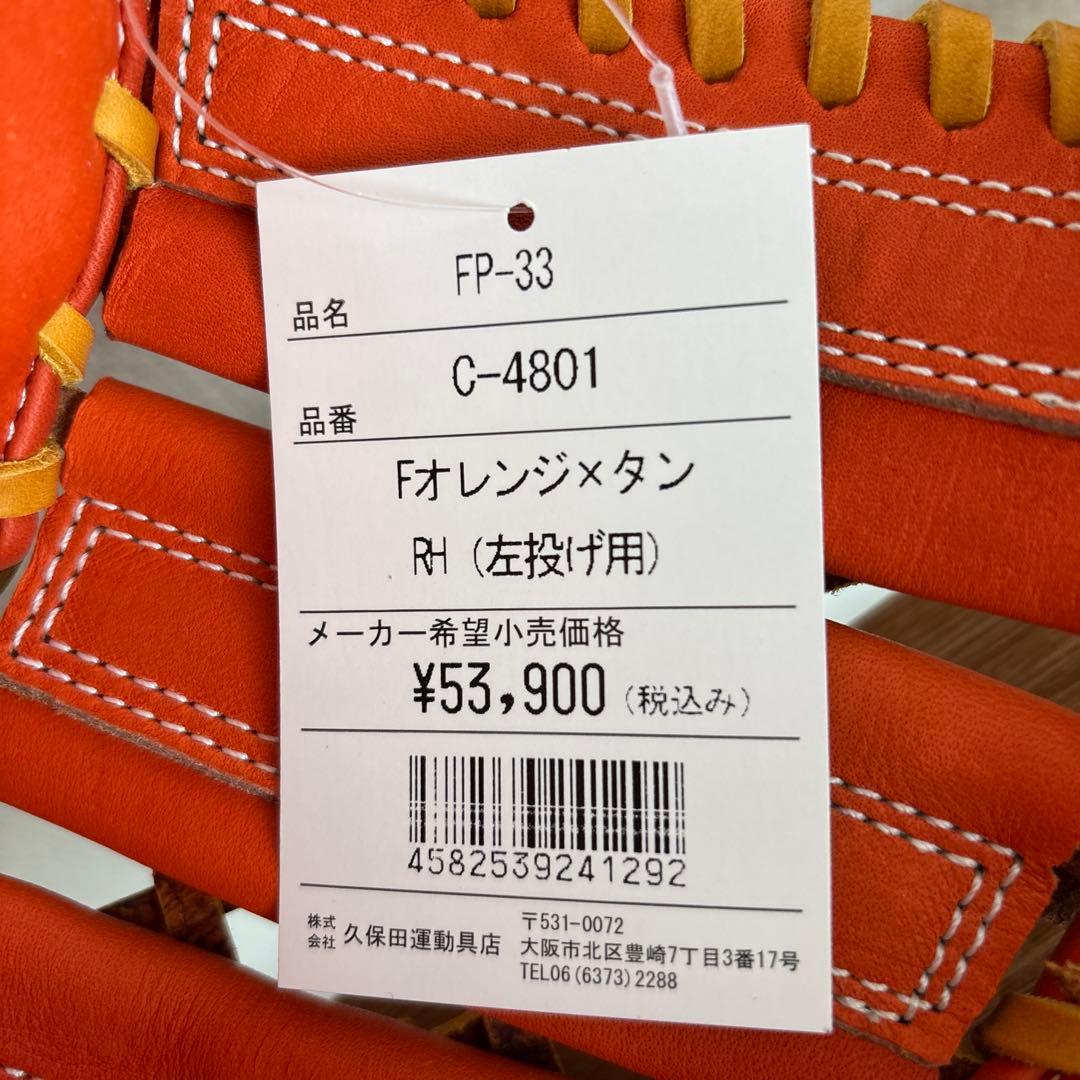 FP-33
品名
C-4801
品番
Fオレンジ×タン
RH (左投げ用)
メーカー希望小売価格
¥53,900 (税込み)
4582539241292
株式会社 久保田運動具店
〒531-0072
大阪市北区豊崎7丁目3番17号
TEL06(6373)2288